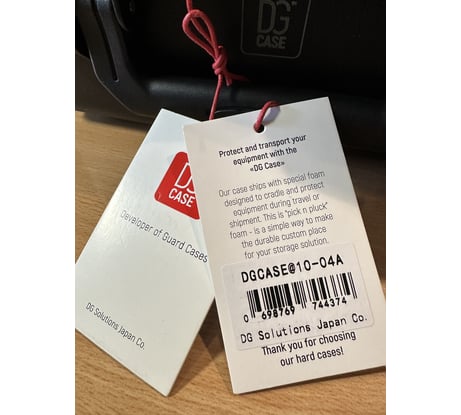 DG
CASE
DG
CASE
Developer of Guard Cases
DG Solutions Japan Co.
Protect and transport your
equipment with the
«DG Case»
Our case ships with special foam
designed to cradle and protect
equipment during travel or
shipment. This is "pick n pluck"
foam - is a simple way to make
the durable custom place
for your storage solution.
DGCASE@10-04A
0 698769 744374
DG Solutions Japan Co.
Thank you for choosing
our hard cases!